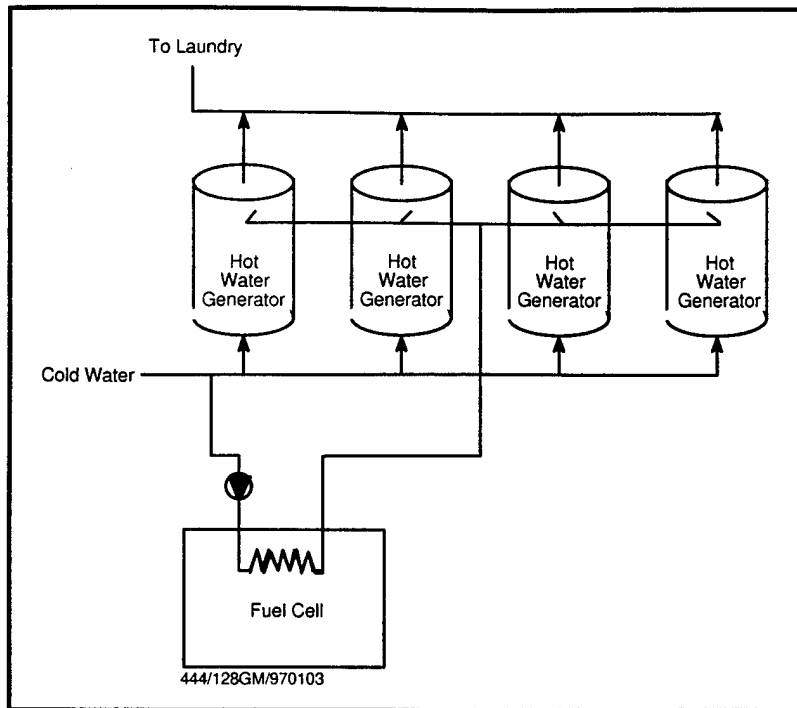 To Laundry
Hot
Water
Generator
Hot
Water
Generator
Hot
Water
Generator
Hot
Water
Generator
Cold Water
Fuel Cell
444/128GM/970103